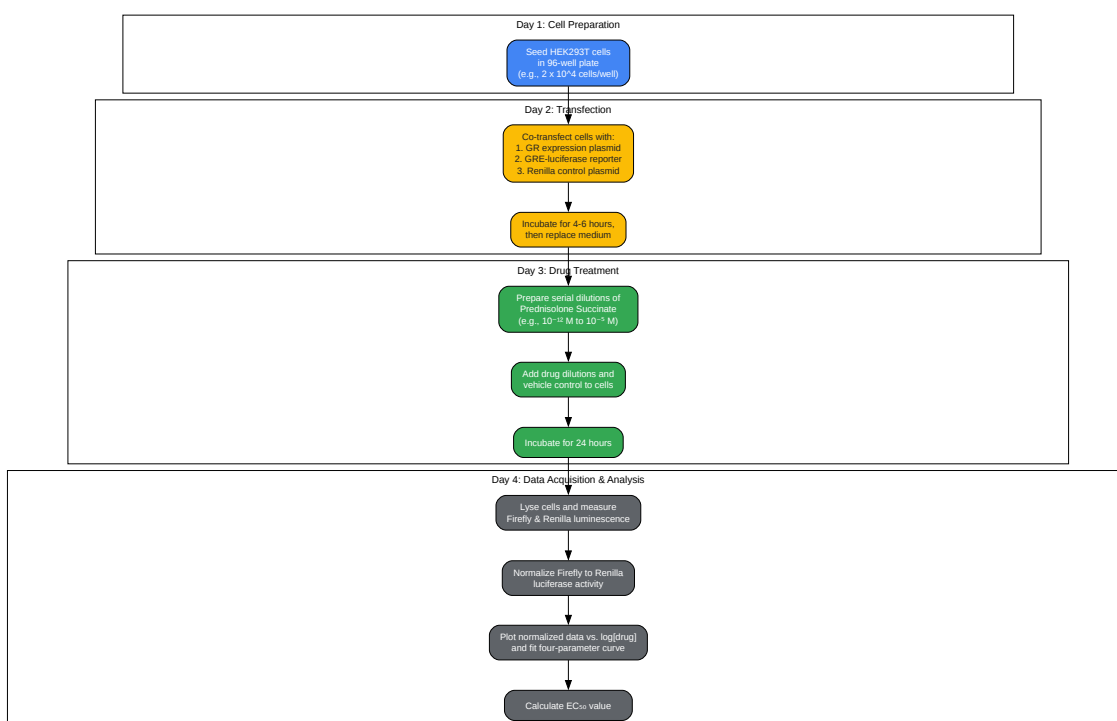 Day 1: Cell Preparation
Seed HEK293T cells
in 96-well plate
(e.g., 2 x 10^4 cells/well)
Day 2: Transfection
Co-transfect cells with:
1. GR expression plasmid
2. GRE-luciferase reporter
3. Renilla control plasmid
Incubate for 4-6 hours,
then replace medium
Day 3: Drug Treatment
Prepare serial dilutions of
Prednisolone Succinate
(e.g., 10⁻¹² M to 10⁻⁵ M)
Add drug dilutions and
vehicle control to cells
Incubate for 24 hours
Day 4: Data Acquisition & Analysis
Lyse cells and measure
Firefly & Renilla luminescence
Normalize Firefly to Renilla
luciferase activity
Plot normalized data vs. log[drug]
and fit four-parameter curve
Calculate EC₅₀ value